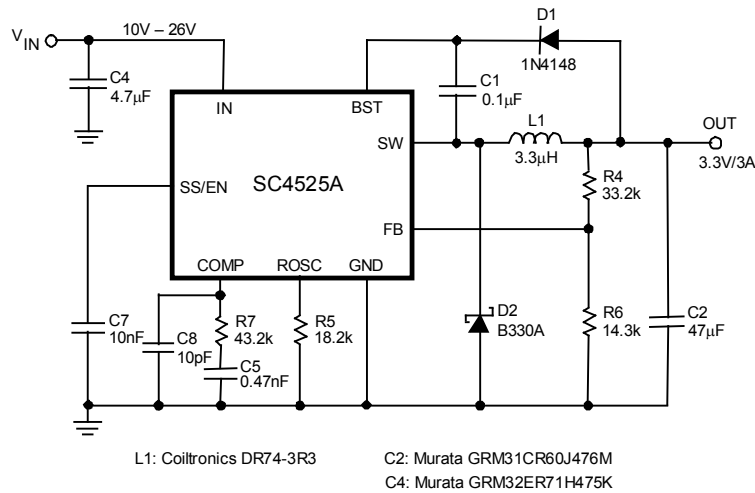 V IN
10V – 26V
D1
1N4148
C4
4.7µF
C1
0.1µF
IN
BST
L1
3.3µH
OUT
3.3V/3A
SW
SS/EN
SC4525A
R4
33.2k
FB
COMP
ROSC
GND
C7
10nF
C8
10pF
R7
43.2k
C5
0.47nF
R5
18.2k
D2
B330A
R6
14.3k
C2
47µF
L1: Coiltronics DR74-3R3
C2: Murata GRM31CR60J476M
C4: Murata GRM32ER71H475K